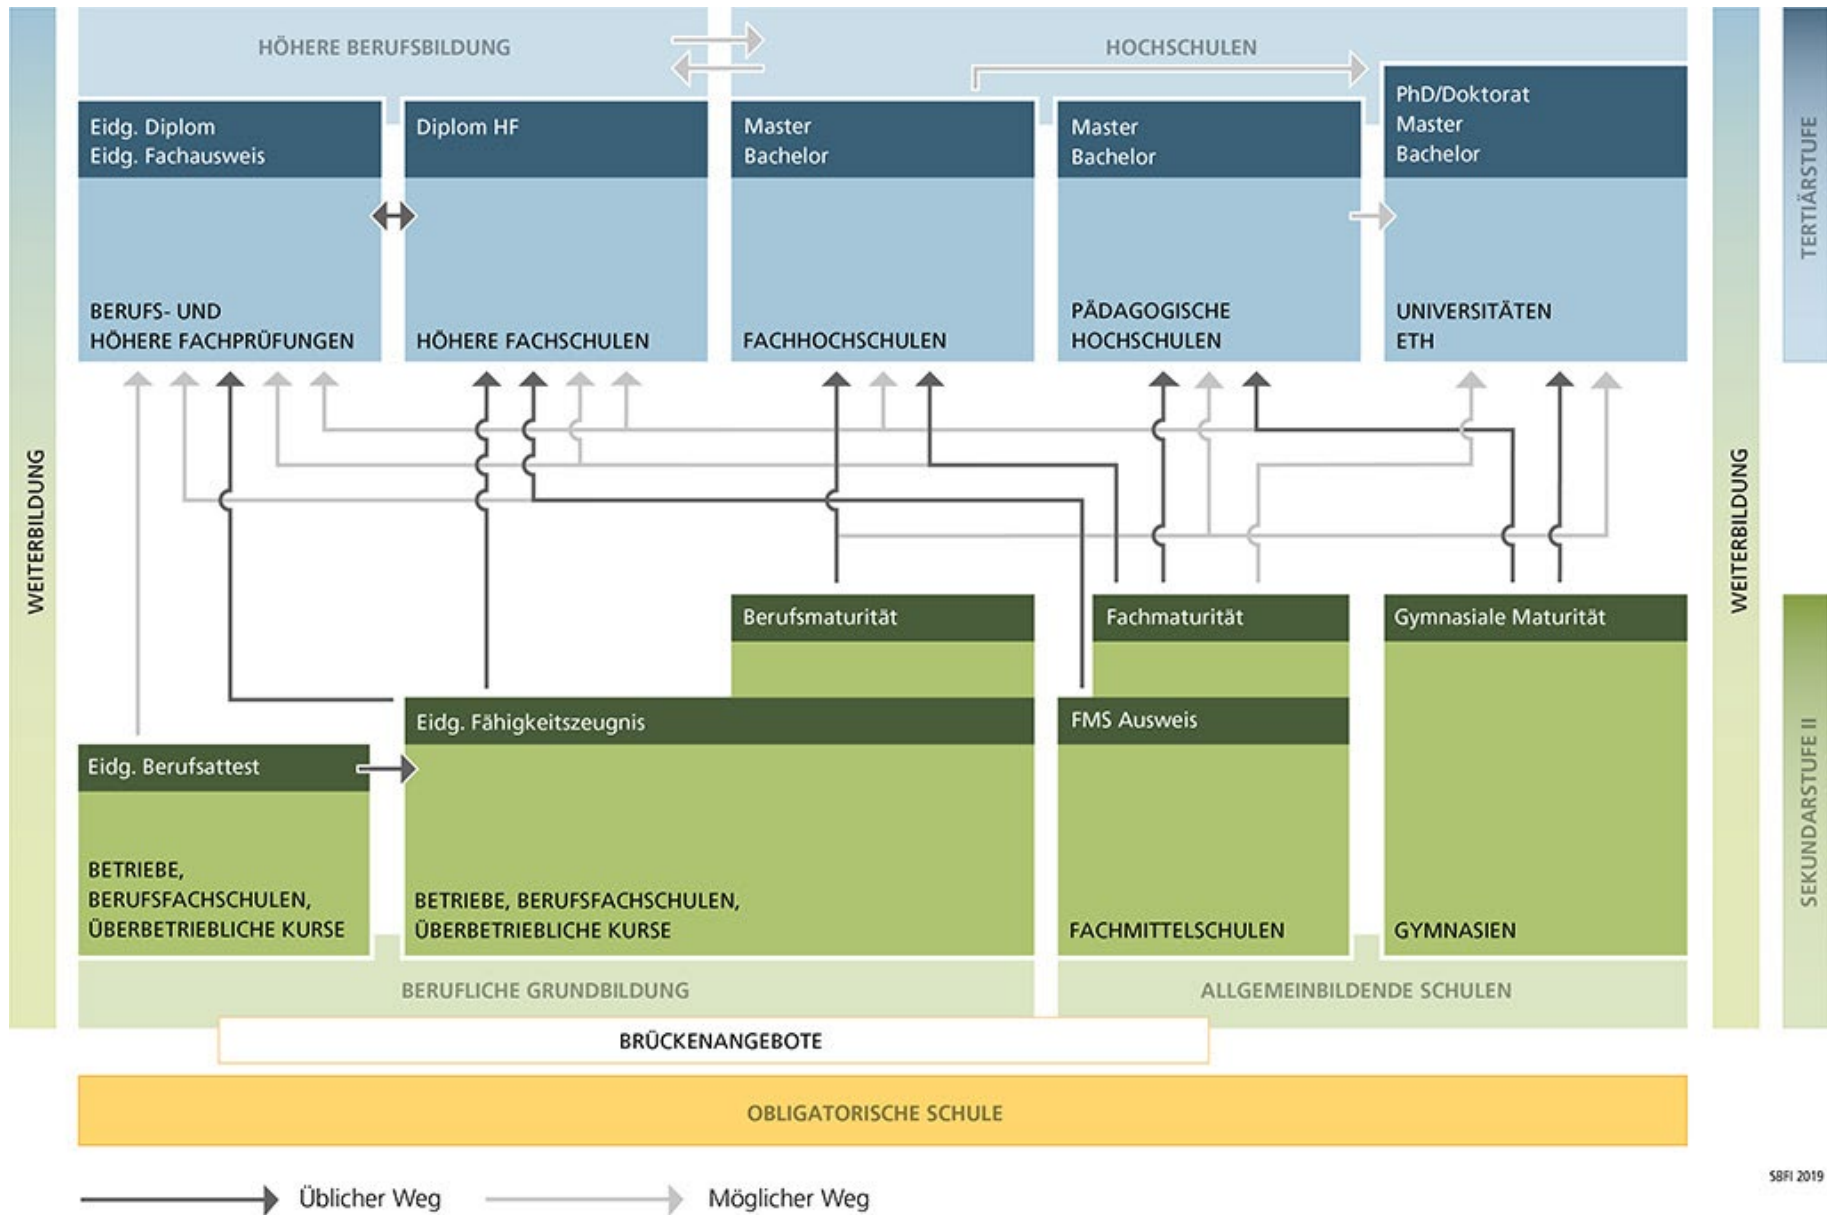 HÖHERE BERUFSBILDUNG
HOCHSCHULEN
Eidg. Diplom
Eidg. Fachausweis
Diplom HF
Master
Bachelor
Master
Bachelor
PhD/Doktorat
Master
Bachelor
BERUFS- UND
HÖHERE FACHPRÜFUNGEN
HÖHERE FACHSCHULEN
FACHHOCHSCHULEN
PÄDAGOGISCHE
HOCHSCHULEN
UNIVERSITÄTEN
ETH
TERTIÄRSTUFE
WEITERBILDUNG
WEITERBILDUNG
Berufsmaturität
Fachmaturität
Gymnasiale Maturität
Eidg. Fähigkeitszeugnis
FMS Ausweis
Eidg. Berufsattest
BETRIEBE,
BERUFSFACHSCHULEN,
ÜBERBETRIEBLICHE KURSE
BETRIEBE, BERUFSFACHSCHULEN,
ÜBERBETRIEBLICHE KURSE
FACHMITTELSCHULEN
GYMNASIEN
SEKUNDARSTUFE II
BERUFLICHE GRUNDBILDUNG
ALLGEMEINBILDENDE SCHULEN
BRÜCKENANGEBOTE
OBLIGATORISCHE SCHULE
Üblicher Weg
Möglicher Weg
SBFI 2019